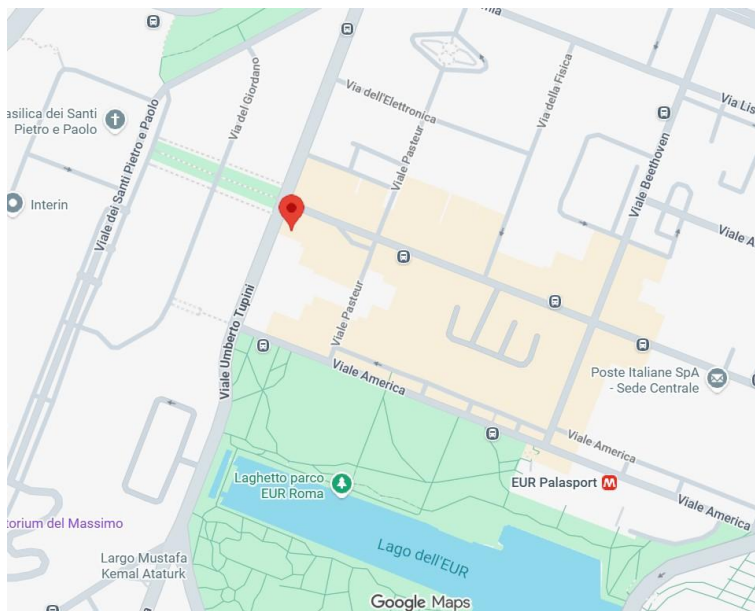 Via Lis
Via del Giordano
Via dell'Elettronica
Via della Fisica
asilica dei Santi
Pietro e Paolo
Viale Pasteur
Viale Beethoven
Viale dei Santi Pietro e Paolo
Interin
Viale A
Viale Umberto Tupini
Viale Pasteur
Viale America
Poste Italiane SpA
- Sede Centrale
Viale America
Laghetto parco
EUR Roma
EUR Palasport
M
Viale America
torium del Massimo
Lago dell'EUR
Largo Mustafa
Kemal Ataturk
Google Maps